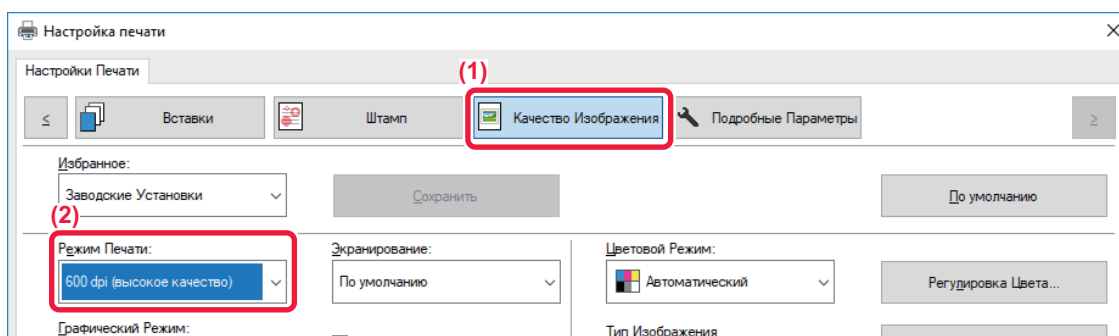 Настройка печати
Настройки Печати
(1)
<
Вставки
Штамп
Качество Изображения
Подробные Параметры
>
Избранное:
Заводские Установки
Сохранить
По умолчанию
(2)
Режим Печати:
Экранирование:
Цветовой Режим:
600 dpi (высокое качество)
По умолчанию
Автоматический
Регулировка Цвета...
Графический Режим:
Тип Изображения